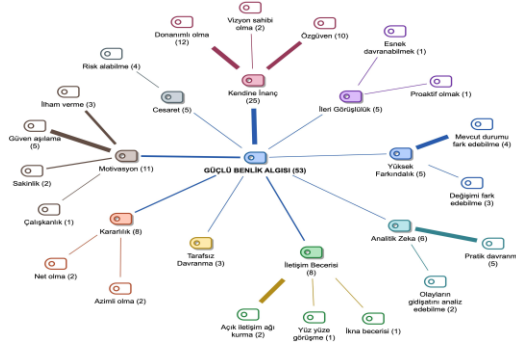 Vizyon sahibi
olma (2)
Donanımlı olma
(12)
Özgüven (10)
Esnek
davranabilmek (1)
Risk alabilme (4)
Kendine İnanç
(25)
Cesaret (5)
İleri Görüşlülük (5)
Proaktif olmak (1)
İlham verme (3)
Güven aşılama
(5)
Motivasyon (11)
Sakinlik (2)
Çalışkanlık (1)
GÜÇLÜ BENLİK ALGISI (53)
Mevcut durumu
fark edebilme (4)
Yüksek
Farkındalık (5)
Değişimi fark
edebilme (3)
Kararlılık (8)
Net olma (2)
Azimli olma (2)
Tarafsız
Davranma (3)
İletişim Becerisi
(8)
Analitik Zeka (6)
Pratik davranm
(5)
Olayların
gidişatını analiz
edebilme (2)
Açık iletişim ağı
kurma (2)
Yüz yüze
görüşme (1)
İkna becerisi (1)